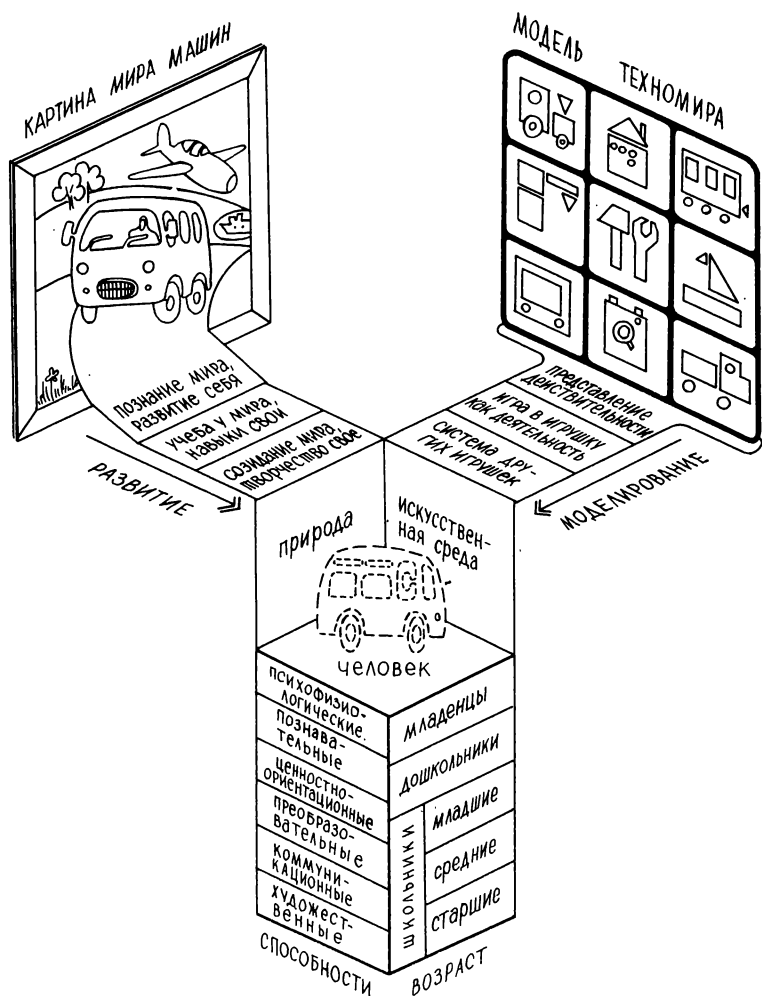 КАРТИНА МИРА МАШИН
МОДЕЛЬ ТЕХНОМИРА
ПОЗНАНИЕ МИРА,
РАЗВИТИЕ СЕБЯ
УЧЕБА У МИРА,
НАВЫКИ СВОИ
СОЗИДАНИЕ МИРА,
ТВОРЧЕСТВО СВОЕ
РАЗВИТИЕ
ПРЕДСТАВЛЕНИЕ
ДЕЙСТВИТЕЛЬНОСТИ
ИГРА В ИГРУШКУ
КАК ДЕЯТЕЛЬНОСТЬ
СИСТЕМА ДРУ-
ГИХ ИГРУШЕК
МОДЕЛИРОВАНИЕ
природа
искусствен-
ная среда
человек
ПСИХОФИЗИО-
ЛОГИЧЕСКИЕ.
ПОЗНАВА-
ТЕЛЬНЫЕ
ЦЕННОСТНО-
ОРИЕНТАЦИОННЫЕ
ПРЕОБРАЗО-
ВАТЕЛЬНЫЕ
КОММУНИ-
КАЦИОННЫЕ
ХУДОЖЕСТ-
ВЕННЫЕ
СПОСОБНОСТИ
младенцы
дошкольники
школьники
младшие
средние
старшие
ВОЗРАСТ